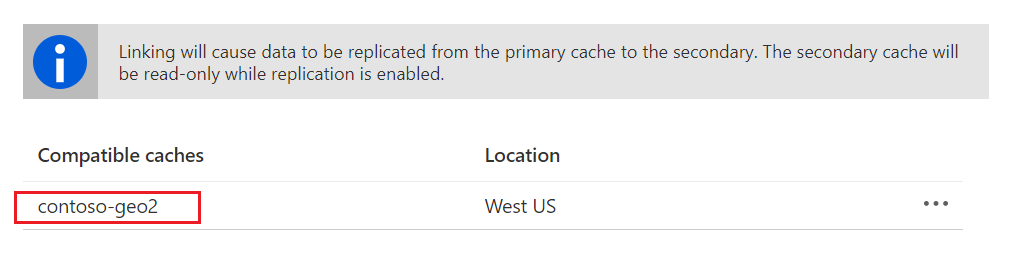 Linking will cause data to be replicated from the primary cache to the secondary. The secondary cache will
be read-only while replication is enabled.
Compatible caches Location
contoso-geo2 West US